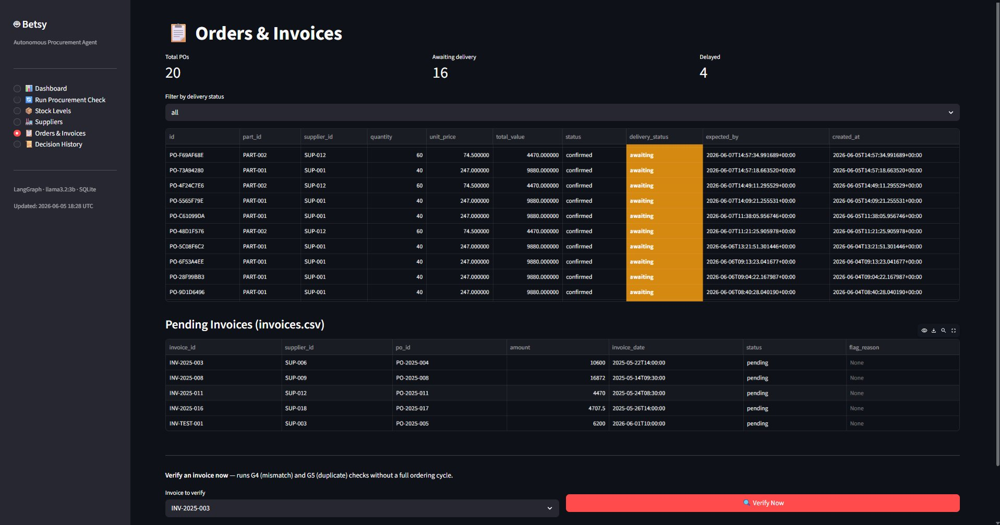 Betsy
Autonomous Procurement Agent
Dashboard
Run Procurement Check
Stock Levels
Suppliers
Orders & Invoices
Decision History
LangGraph · llama3.2:3b · SQLite
Updated: 2026-06-05 18:28 UTC
Orders & Invoices
Total POs Awaiting delivery Delayed
20 16 4
Filter by delivery status
all
id part_id supplier_id quantity unit_price total_value status delivery_status expected_by created_at
PO-F69AF68E PART-002 SUP-012 60 74.500000 4470.000000 confirmed awaiting 2026-06-07T14:57:34.991689+00:00 2026-06-05T14:57:34.991689+00:00
PO-73A94280 PART-001 SUP-001 40 247.000000 9880.000000 confirmed awaiting 2026-06-07T14:57:18.663520+00:00 2026-06-05T14:57:18.663520+00:00
PO-4F24C7E6 PART-002 SUP-012 60 74.500000 4470.000000 confirmed awaiting 2026-06-07T14:49:11.295529+00:00 2026-06-05T14:49:11.295529+00:00
PO-5565F79E PART-001 SUP-001 40 247.000000 9880.000000 confirmed awaiting 2026-06-07T14:09:21.255531+00:00 2026-06-05T14:09:21.255531+00:00
PO-C61099DA PART-001 SUP-001 40 247.000000 9880.000000 confirmed awaiting 2026-06-07T11:38:05.956746+00:00 2026-06-05T11:38:05.956746+00:00
PO-48D1F576 PART-002 SUP-012 60 74.500000 4470.000000 confirmed awaiting 2026-06-07T11:21:25.905978+00:00 2026-06-05T11:21:25.905978+00:00
PO-5C08F6C2 PART-001 SUP-001 40 247.000000 9880.000000 confirmed awaiting 2026-06-06T13:21:51.301446+00:00 2026-06-04T13:21:51.301446+00:00
PO-6F53A4EE PART-001 SUP-001 40 247.000000 9880.000000 confirmed awaiting 2026-06-06T09:13:23.041677+00:00 2026-06-04T09:13:23.041677+00:00
PO-28F99BB3 PART-001 SUP-001 40 247.000000 9880.000000 confirmed awaiting 2026-06-06T09:04:22.167987+00:00 2026-06-04T09:04:22.167987+00:00
PO-9D1D6496 PART-001 SUP-001 40 247.000000 9880.000000 confirmed awaiting 2026-06-06T08:40:28.040190+00:00 2026-06-04T08:40:28.040190+00:00
Pending Invoices (invoices.csv)
invoice_id supplier_id po_id amount invoice_date status flag_reason
INV-2025-003 SUP-006 PO-2025-004 10600 2025-05-22T14:00:00 pending None
INV-2025-008 SUP-009 PO-2025-008 16872 2025-05-14T09:30:00 pending None
INV-2025-011 SUP-012 PO-2025-011 4470 2025-05-24T08:30:00 pending None
INV-2025-016 SUP-018 PO-2025-017 4707.5 2025-05-26T14:00:00 pending None
INV-TEST-001 SUP-003 PO-2025-005 6200 2026-06-01T10:00:00 pending None
Verify an invoice now — runs G4 (mismatch) and G5 (duplicate) checks without a full ordering cycle.
Invoice to verify
INV-2025-003
Verify Now